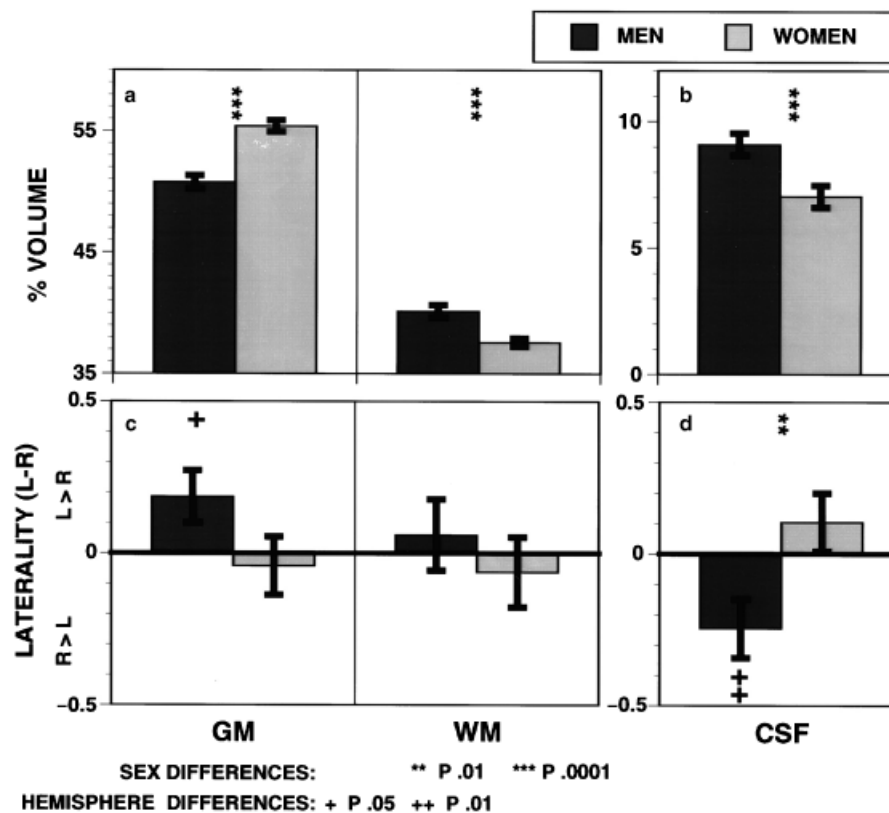 MEN WOMEN
a *** *** b ***
% VOLUME
55
45
35
10
5
0
c + d **
LATERALITY (L-R)
R>L L>R
0.5
0
−0.5
0.5
0
−0.5
++
GM WM CSF
SEX DIFFERENCES: ** P .01 *** P .0001
HEMISPHERE DIFFERENCES: + P .05 ++ P .01